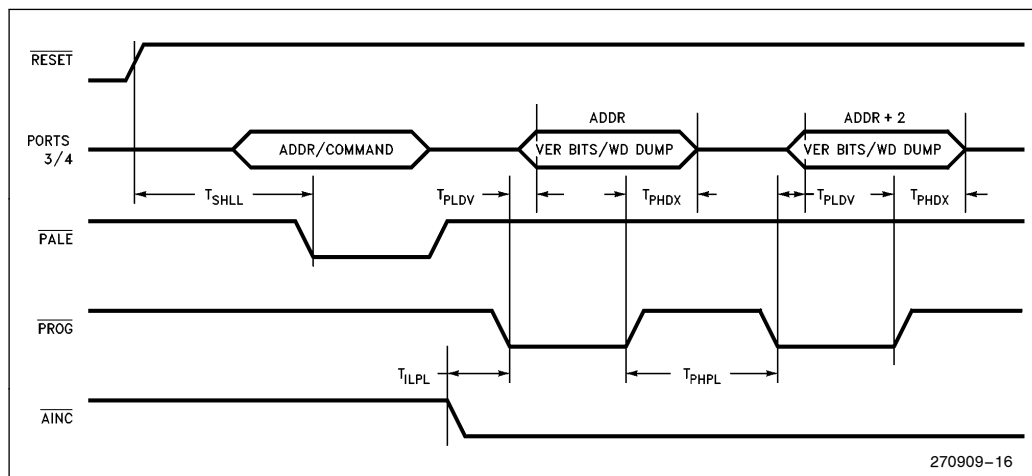 RESET
PORTS
3/4
ADDR/COMMAND
ADDR
VER BITS/WD DUMP
ADDR + 2
VER BITS/WD DUMP
TSHLL
TPLDV
TPHDX
TPLDV
TPHDX
PALE
PROG
TILPL
TPHPL
AINC
270909–16